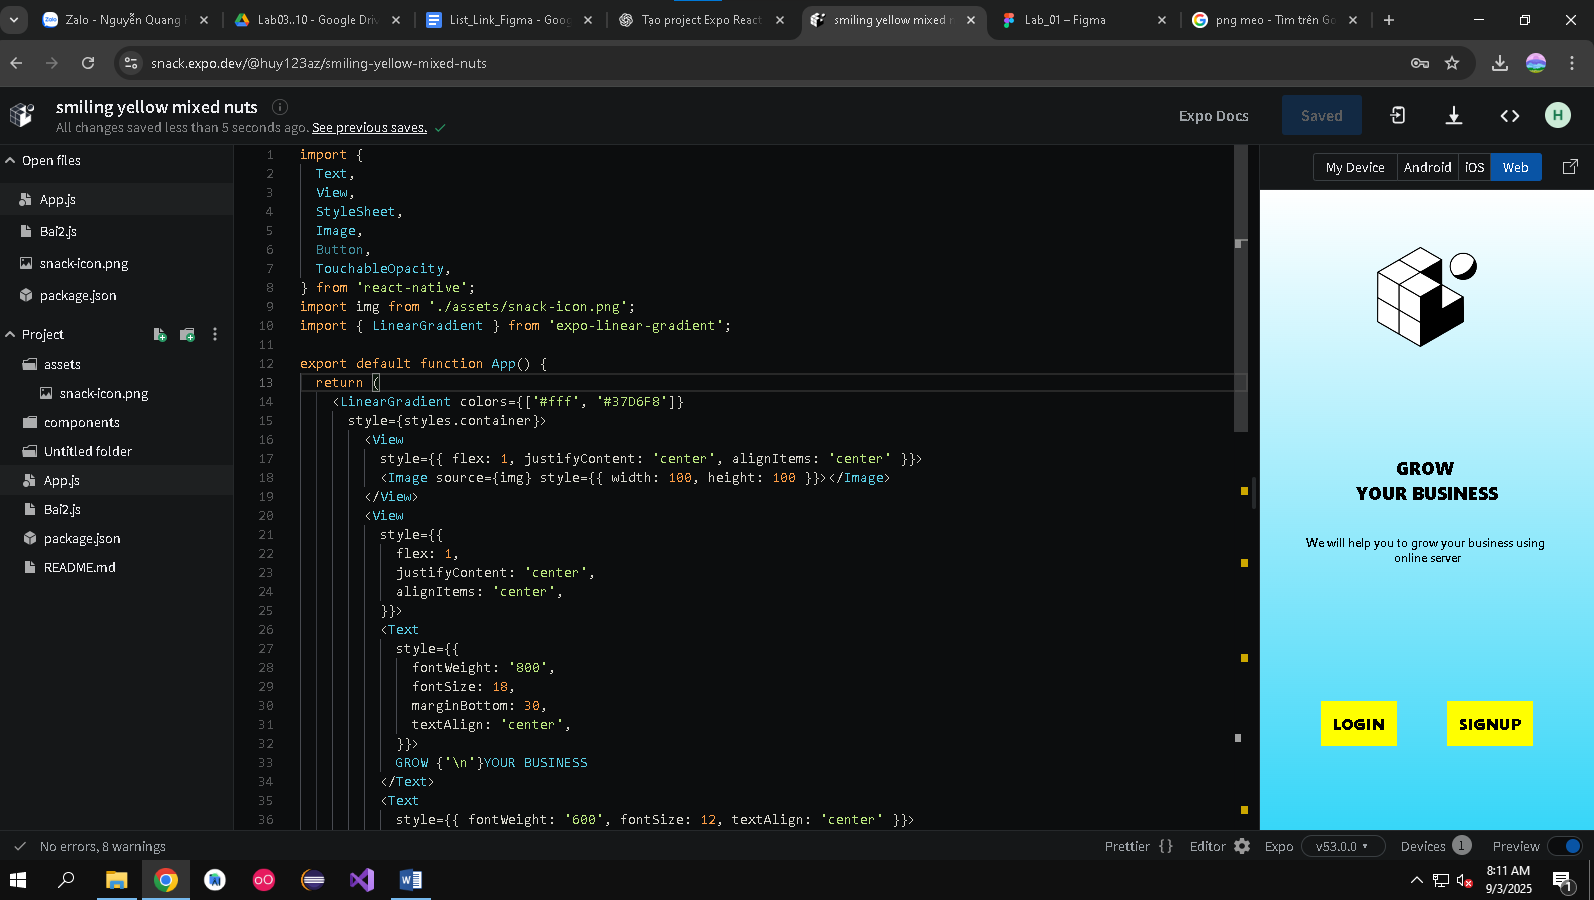 Zalo - Nguyễn Quang
Lab03..10 - Google Driv
List_Link_Figma - Goog
Tạo project Expo React
smiling yellow mixed n
Lab_01 – Figma
png meo - Tìm trên Go
snack.expo.dev/@huy123az/smiling-yellow-mixed-nuts
smiling yellow mixed nuts
All changes saved less than 5 seconds ago. See previous saves.
Expo Docs
Saved
H
Open files
App.js
Bai2.js
snack-icon.png
package.json
Project
assets
snack-icon.png
components
Untitled folder
App.js
Bai2.js
package.json
README.md
1 import {
2 Text,
3 View,
4 StyleSheet,
5 Image,
6 Button,
7 TouchableOpacity,
8 } from 'react-native';
9 import img from './assets/snack-icon.png';
10 import { LinearGradient } from 'expo-linear-gradient';
11
12 export default function App() {
13 return (
14 <LinearGradient colors={['#fff', '#37D6F8']}
15 style={styles.container}>
16 <View
17 style={{ flex: 1, justifyContent: 'center', alignItems: 'center' }}>
18 <Image source={img} style={{ width: 100, height: 100 }}></Image>
19 </View>
20 <View
21 style={{
22 flex: 1,
23 justifyContent: 'center',
24 alignItems: 'center',
25 }}>
26 <Text
27 style={{
28 fontWeight: '800',
29 fontSize: 18,
30 marginBottom: 30,
31 textAlign: 'center',
32 }}>
33 GROW {'\n'}YOUR BUSINESS
34 </Text>
35 <Text
36 style={{ fontWeight: '600', fontSize: 12, textAlign: 'center' }}>
My Device
Android
iOS
Web
GROW
YOUR BUSINESS
We will help you to grow your business using
online server
LOGIN
SIGNUP
No errors, 8 warnings
Prettier {}
Editor
Expo
v53.0.0
Devices
1
Preview
8:11 AM
9/3/2025
1